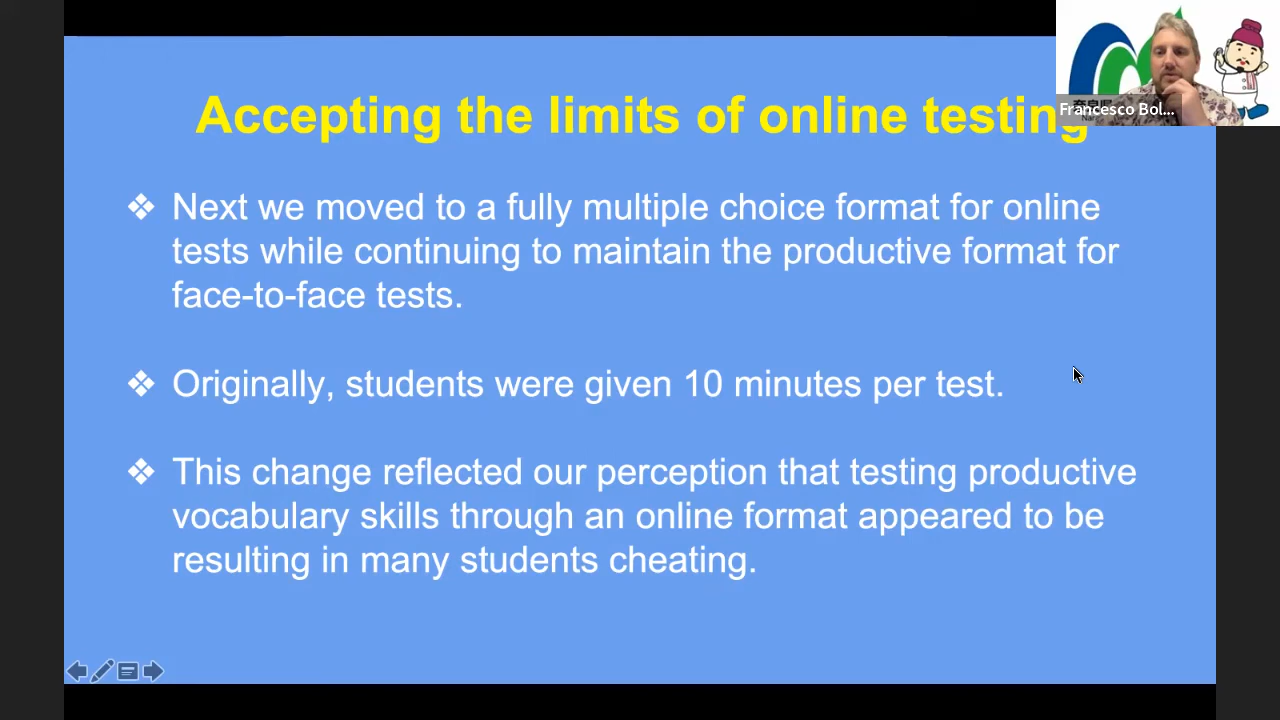 Accepting the limits of online testing
Francesco Bol...
❖ Next we moved to a fully multiple choice format for online
tests while continuing to maintain the productive format for
face-to-face tests.
❖ Originally, students were given 10 minutes per test.
❖ This change reflected our perception that testing productive
vocabulary skills through an online format appeared to be
resulting in many students cheating.